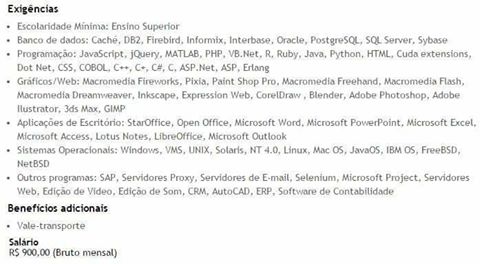 Exigências
• Escolaridade Mínima: Ensino Superior
• Banco de dados: Caché, DB2, Firebird, Informix, Interbase, Oracle, PostgreSQL, SQL Server, Sybase
• Programação: JavaScript, jQuery, MATLAB, PHP, VB.Net, R, Ruby, Java, Python, HTML, Cuda extensions,
Dot Net, CSS, COBOL, C++, C+, C#, C, ASP.Net, ASP, Erlang
• Gráficos/Web: Macromedia Fireworks, Pixia, Paint Shop Pro, Macromedia Freehand, Macromedia Flash,
Macromedia Dreamweaver, Inkscape, Expression Web, CorelDraw , Blender, Adobe Photoshop, Adobe
Ilustrator, 3ds Max, GIMP
• Aplicações de Escritório: StarOffice, Open Office, Microsoft Word, Microsoft PowerPoint, Microsoft Excel,
Microsoft Access, Lotus Notes, LibreOffice, Microsoft Outlook
• Sistemas Operacionais: Windows, VMS, UNIX, Solaris, NT 4.0, Linux, Mac OS, JavaOS, IBM OS, FreeBSD,
NetBSD
• Outros programas: SAP, Servidores Proxy, Servidores de E-mail, Selenium, Microsoft Project, Servidores
Web, Edição de Video, Edição de Som, CRM, AutoCAD, ERP, Software de Contabilidade
Benefícios adicionais
• Vale-transporte
Salário
R$ 900,00 (Bruto mensal)